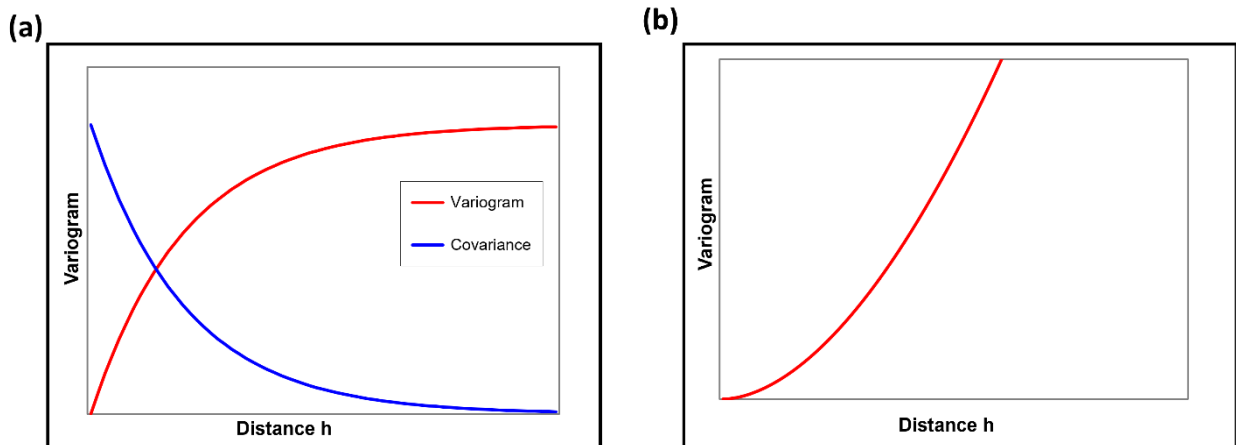 (a)
Variogram
Variogram
Covariance
Distance h
(b)
Variogram
Distance h